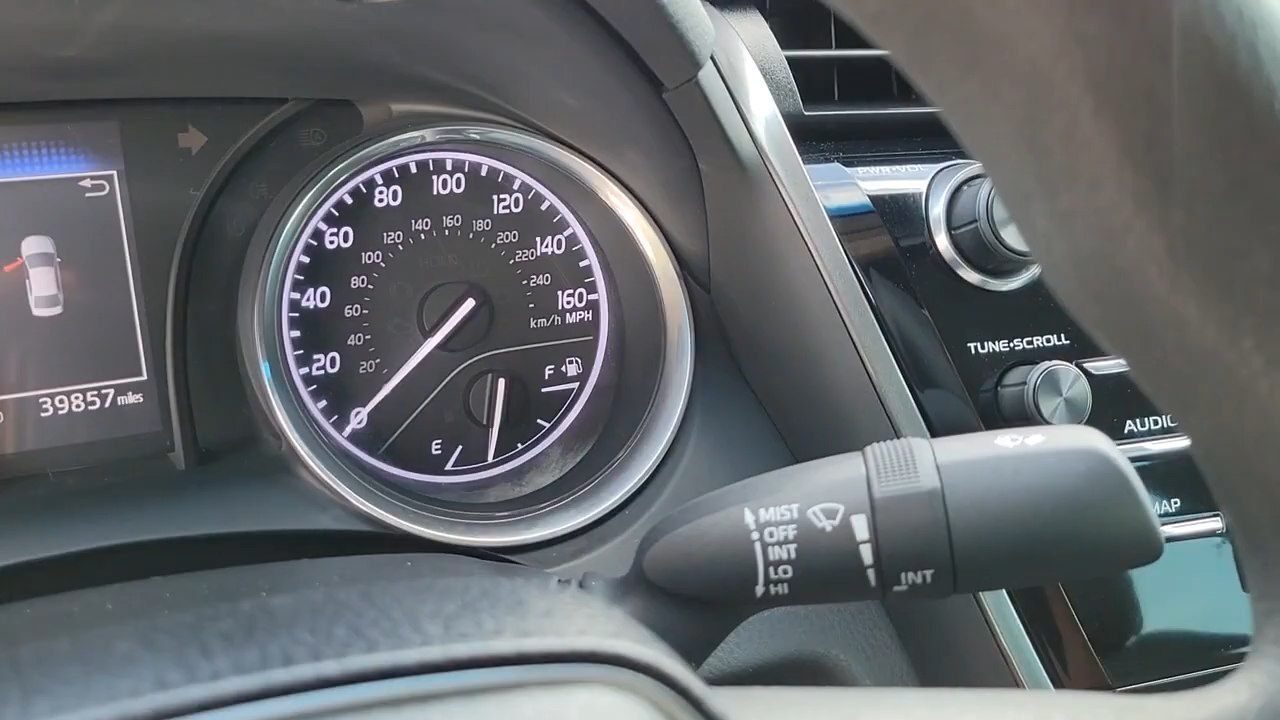 39857 miles
20
40
60
80
100
120
140
160
20
40
60
80
100
120
140
160
180
200
220
240
km/h MPH
0
F
E
TUNE•SCROLL
AUDIO
MAP
MIST
OFF
INT
LO
HI
INT
PWR•VOL